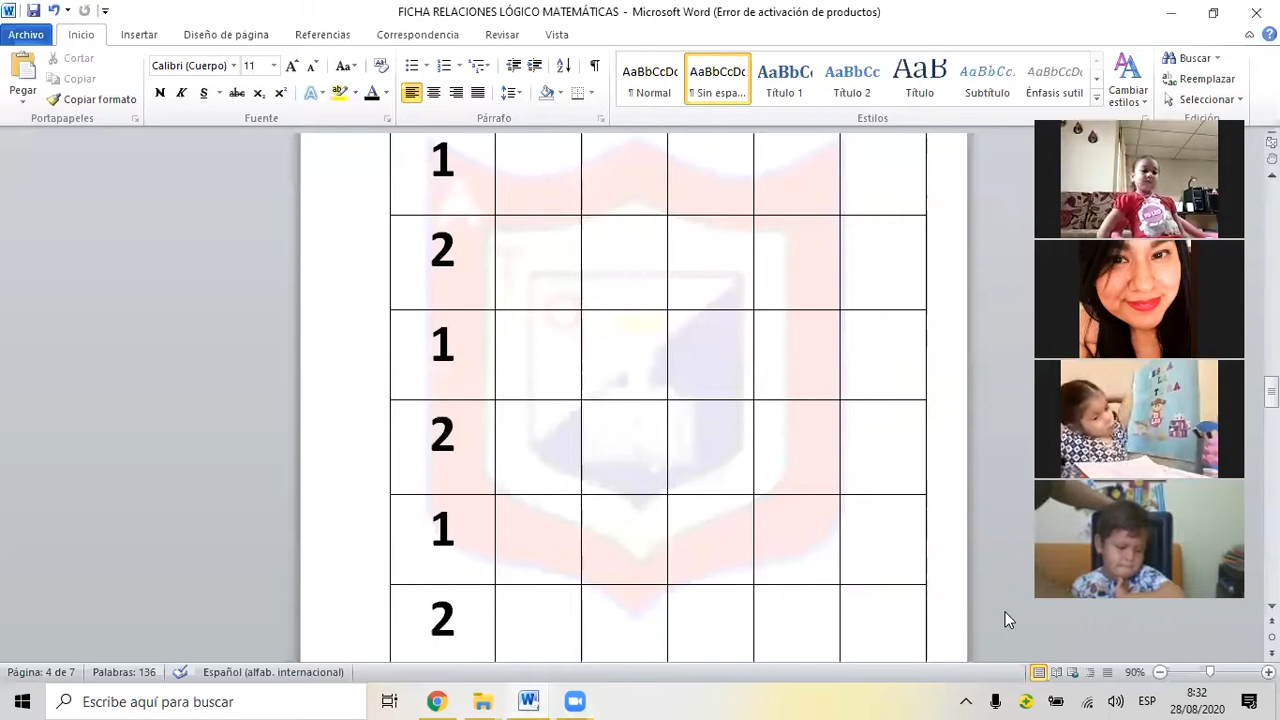 FICHA RELACIONES LÓGICO MATEMÁTICAS - Microsoft Word (Error de activación de productos)
Archivo Inicio Insertar Diseño de página Referencias Correspondencia Revisar Vista
Pegar
Cortar
Copiar
Copiar formato
Portapapeles
Calibri (Cuerpo) 11
N K S abc x₂ x²
Fuente
Párrafo
AaBbCcDc
¶ Normal
AaBbCcDc
¶ Sin espa...
AaBbC
Título 1
AaBbCc
Título 2
AaB
Título
AaBbCc
Subtítulo
AaBbCcDc
Énfasis sutil
Cambiar
estilos
Estilos
Buscar
Reemplazar
Seleccionar
Edición
1
2
1
2
1
2
Página: 4 de 7 Palabras: 136 Español (alfab. internacional) 90%
Escribe aquí para buscar
ESP
8:32
28/08/2020